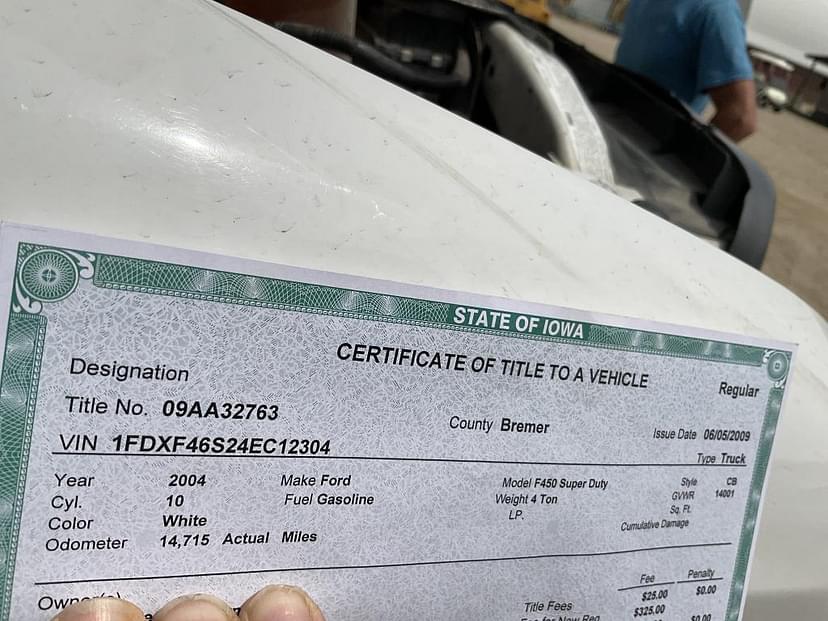 STATE OF IOWA
CERTIFICATE OF TITLE TO A VEHICLE
Designation Regular
Title No. 09AA32763 County Bremer Issue Date 06/05/2009
VIN 1FDXF46S24EC12304 Type Truck
Year 2004 Make Ford Model F450 Super Duty Style CB
Cyl. 10 Fuel Gasoline Weight 4 Ton GVWR 14001
Color White LP. Sq. Ft.
Odometer 14,715 Actual Miles Cumulative Damage
Fee Penalty
Title Fees $25.00 $0.00
$325.00 $0.00